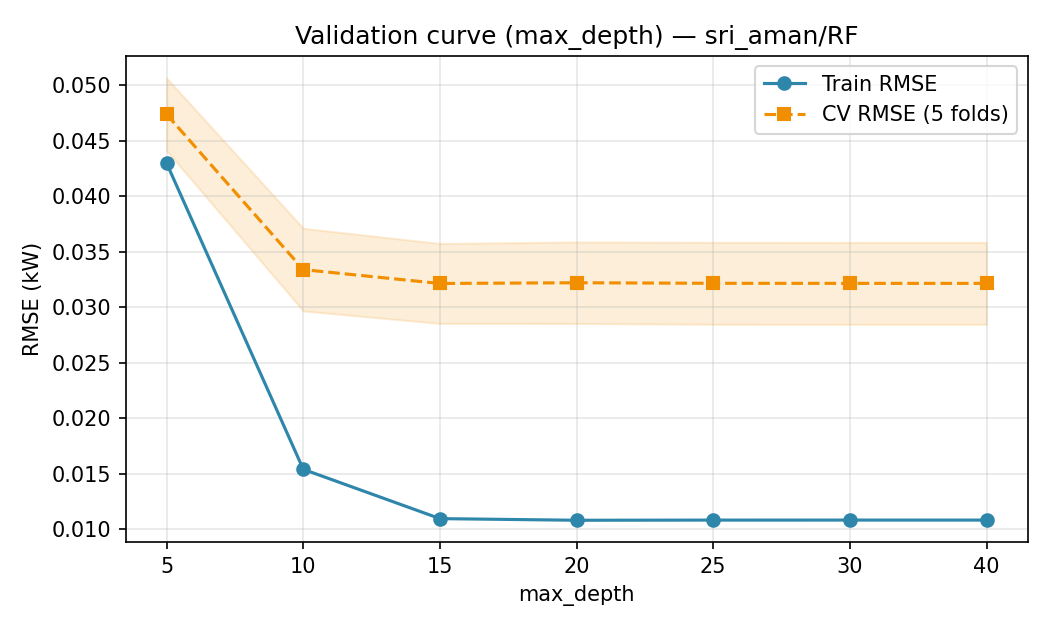 Validation curve (max_depth) — sri_aman/RF
Train RMSE
CV RMSE (5 folds)
RMSE (kW)
0.050
0.045
0.040
0.035
0.030
0.025
0.020
0.015
0.010
5 10 15 20 25 30 40
max_depth